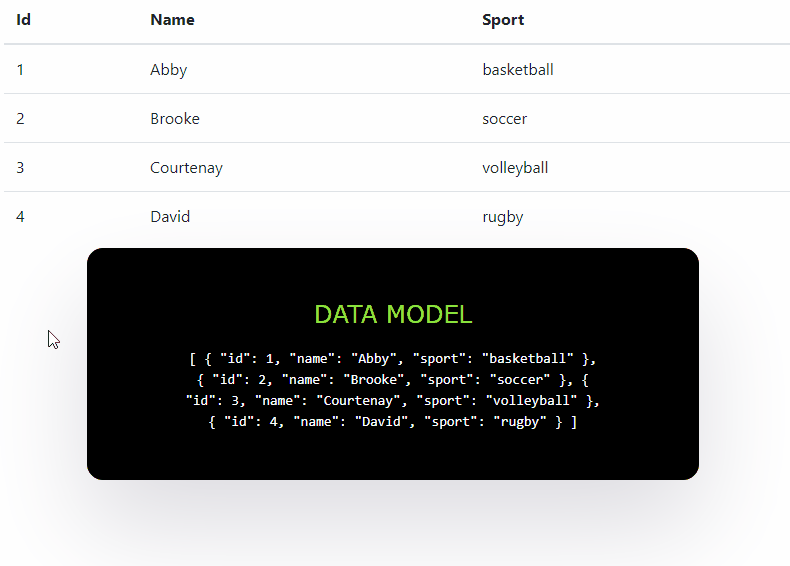 Id Name Sport
1 Abby basketball
2 Brooke soccer
3 Courtenay volleyball
4 David rugby
DATA MODEL
[ { "id": 1, "name": "Abby", "sport": "basketball" },
{ "id": 2, "name": "Brooke", "sport": "soccer" }, {
"id": 3, "name": "Courtenay", "sport": "volleyball" },
{ "id": 4, "name": "David", "sport": "rugby" } ]